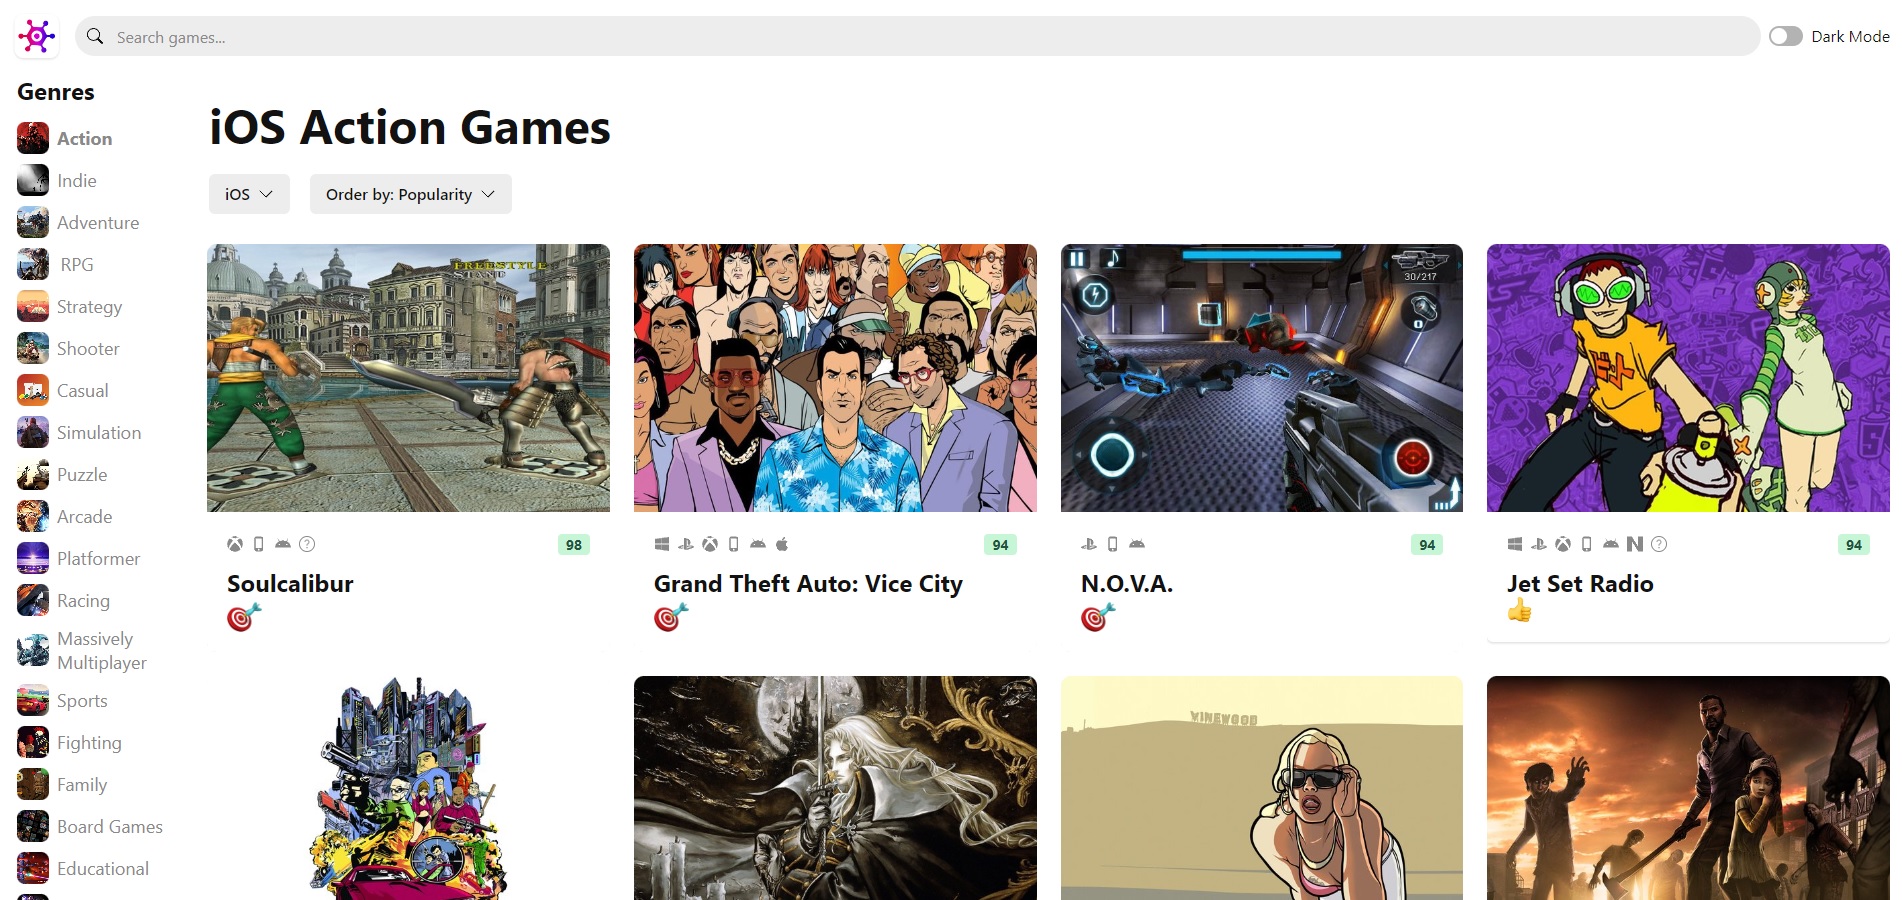 Search games...
Dark Mode
Genres
Action
Indie
Adventure
RPG
Strategy
Shooter
Casual
Simulation
Puzzle
Arcade
Platformer
Racing
Massively
Multiplayer
Sports
Fighting
Family
Board Games
Educational
iOS Action Games
iOS
Order by: Popularity
FREESTYLE
STAND
30/217
0
98
Soulcalibur
94
Grand Theft Auto: Vice City
94
N.O.V.A.
94
Jet Set Radio
VINEWOOD